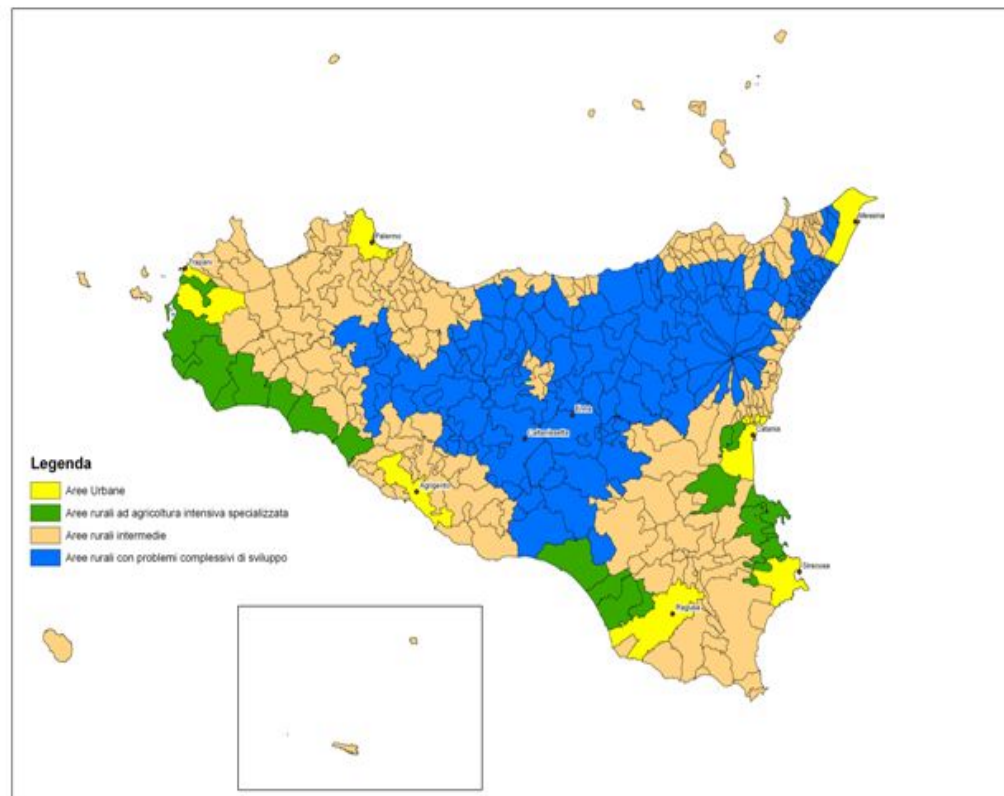 Messina
Palermo
Trapani
Enna
Caltanissetta
Catania
Agrigento
Siracusa
Ragusa
Legenda
Aree Urbane
Aree rurali ad agricoltura intensiva specializzata
Aree rurali intermedie
Aree rurali con problemi complessivi di sviluppo